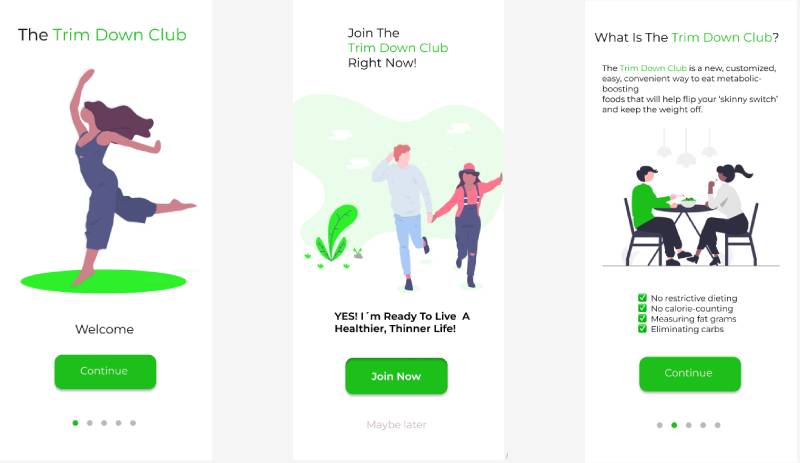 The Trim Down Club
Welcome
Continue
Join The
Trim Down Club
Right Now!
YES! I´m Ready To Live A
Healthier, Thinner Life!
Join Now
Maybe later
What Is The Trim Down Club?
The Trim Down Club is a new, customized,
easy, convenient way to eat metabolic-
boosting
foods that will help flip your 'skinny switch'
and keep the weight off.
No restrictive dieting
No calorie-counting
Measuring fat grams
Eliminating carbs
Continue